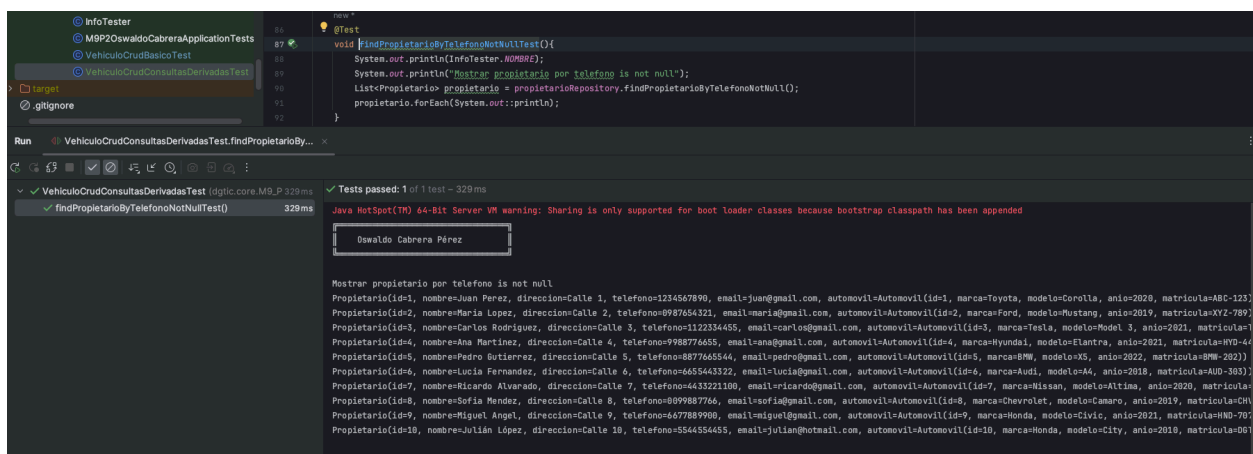 InfoTester
M9P2OswaldoCabreraApplicationTests
VehiculoCrudBasicoTest
VehiculoCrudConsultasDerivadasTest
target
.gitignore
new *
86 @Test
87 void findPropietarioByTelefonoNotNullTest(){
88 System.out.println(InfoTester.NOMBRE);
89 System.out.println("Mostrar propietario por telefono is not null");
90 List<Propietario> propietario = propietarioRepository.findPropietarioByTelefonoNotNull();
91 propietario.forEach(System.out::println);
92 }
Run VehiculoCrudConsultasDerivadasTest.findPropietarioBy...
VehiculoCrudConsultasDerivadasTest (dgtic.core.M9_P 329 ms
findPropietarioByTelefonoNotNullTest() 329 ms
Tests passed: 1 of 1 test – 329 ms
Java HotSpot(TM) 64-Bit Server VM warning: Sharing is only supported for boot loader classes because bootstrap classpath has been appended
Oswaldo Cabrera Pérez
Mostrar propietario por telefono is not null
Propietario(id=1, nombre=Juan Perez, direccion=Calle 1, telefono=1234567890, email=juan@gmail.com, automovil=Automovil(id=1, marca=Toyota, modelo=Corolla, anio=2020, matricula=ABC-123)
Propietario(id=2, nombre=Maria Lopez, direccion=Calle 2, telefono=0987654321, email=maria@gmail.com, automovil=Automovil(id=2, marca=Ford, modelo=Mustang, anio=2019, matricula=XYZ-789)
Propietario(id=3, nombre=Carlos Rodriguez, direccion=Calle 3, telefono=1122334455, email=carlos@gmail.com, automovil=Automovil(id=3, marca=Tesla, modelo=Model 3, anio=2021, matricula=
Propietario(id=4, nombre=Ana Martinez, direccion=Calle 4, telefono=9988776655, email=ana@gmail.com, automovil=Automovil(id=4, marca=Hyundai, modelo=Elantra, anio=2021, matricula=HYD-44
Propietario(id=5, nombre=Pedro Gutierrez, direccion=Calle 5, telefono=8877665544, email=pedro@gmail.com, automovil=Automovil(id=5, marca=BMW, modelo=X5, anio=2022, matricula=BMW-202))
Propietario(id=6, nombre=Lucia Fernandez, direccion=Calle 6, telefono=6655443322, email=lucia@gmail.com, automovil=Automovil(id=6, marca=Audi, modelo=A4, anio=2018, matricula=AUD-303))
Propietario(id=7, nombre=Ricardo Alvarado, direccion=Calle 7, telefono=4433221100, email=ricardo@gmail.com, automovil=Automovil(id=7, marca=Nissan, modelo=Altima, anio=2020, matricula=
Propietario(id=8, nombre=Sofia Mendez, direccion=Calle 8, telefono=0099887766, email=sofia@gmail.com, automovil=Automovil(id=8, marca=Chevrolet, modelo=Camaro, anio=2019, matricula=CH
Propietario(id=9, nombre=Miguel Angel, direccion=Calle 9, telefono=6677889900, email=miguel@gmail.com, automovil=Automovil(id=9, marca=Honda, modelo=Civic, anio=2021, matricula=HND-707
Propietario(id=10, nombre=Julián López, direccion=Calle 10, telefono=5544554455, email=julian@hotmail.com, automovil=Automovil(id=10, marca=Honda, modelo=City, anio=2010, matricula=DGT